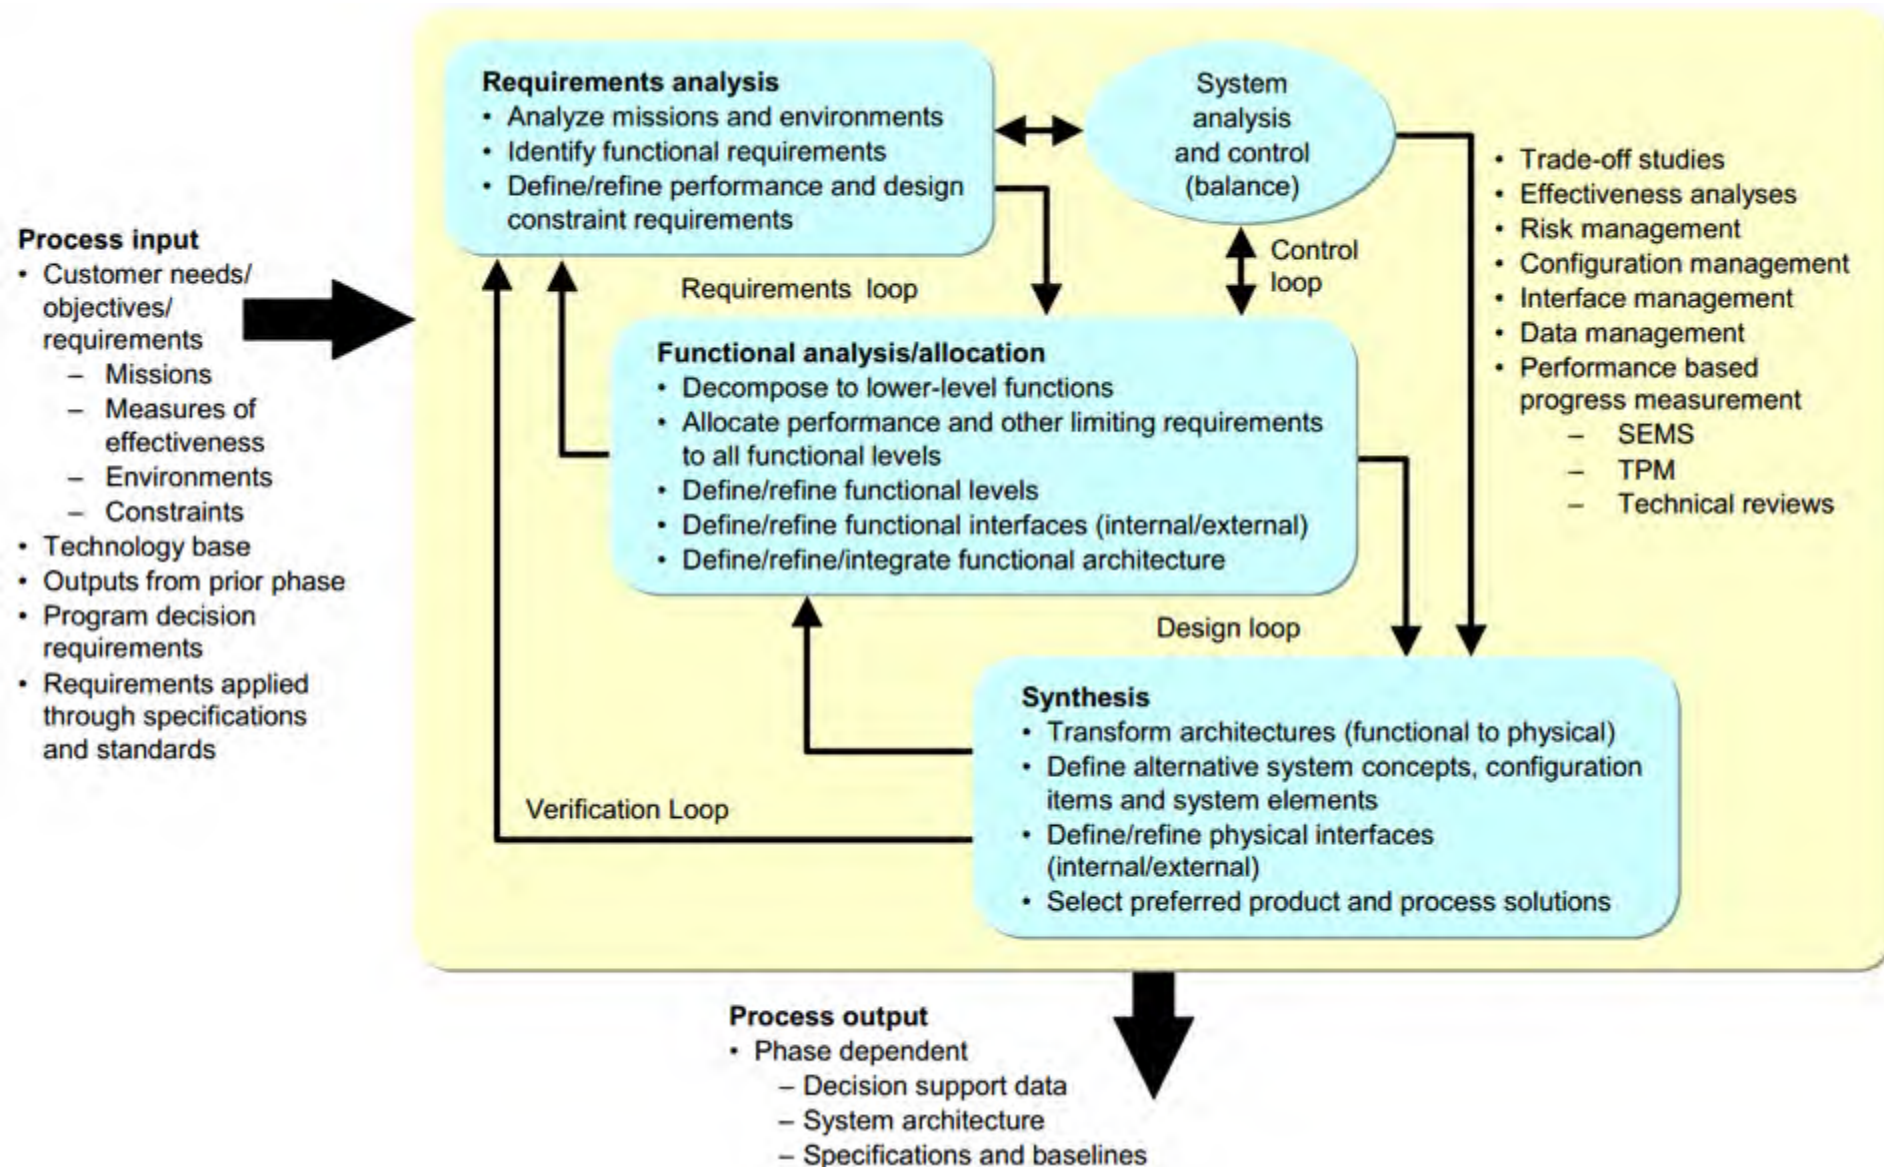 Process input
• Customer needs/
objectives/
requirements
– Missions
– Measures of
effectiveness
– Environments
– Constraints
• Technology base
• Outputs from prior phase
• Program decision
requirements
• Requirements applied
through specifications
and standards
Requirements analysis
• Analyze missions and environments
• Identify functional requirements
• Define/refine performance and design
constraint requirements
System
analysis
and control
(balance)
• Trade-off studies
• Effectiveness analyses
• Risk management
• Configuration management
• Interface management
• Data management
• Performance based
progress measurement
– SEMS
– TPM
– Technical reviews
Requirements loop
Control
loop
Functional analysis/allocation
• Decompose to lower-level functions
• Allocate performance and other limiting requirements
to all functional levels
• Define/refine functional levels
• Define/refine functional interfaces (internal/external)
• Define/refine/integrate functional architecture
Design loop
Synthesis
• Transform architectures (functional to physical)
• Define alternative system concepts, configuration
items and system elements
• Define/refine physical interfaces
(internal/external)
• Select preferred product and process solutions
Verification Loop
Process output
• Phase dependent
– Decision support data
– System architecture
– Specifications and baselines